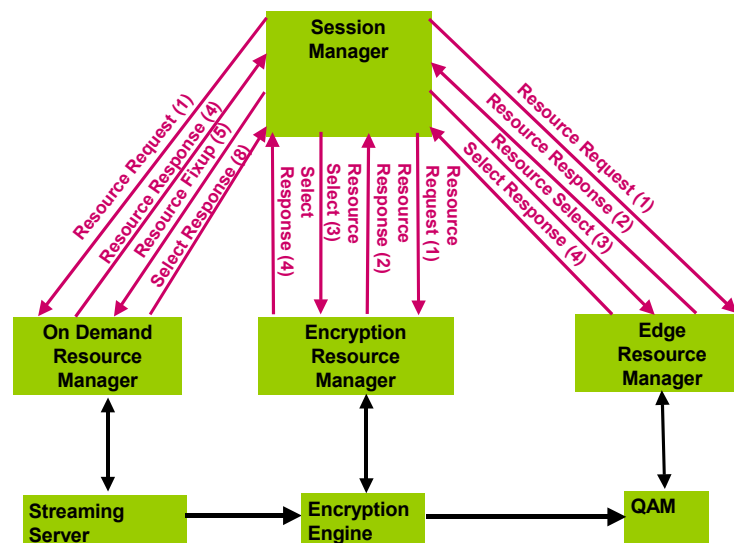 Session
Manager
Resource Request (1)
Resource Response (4)
Resource Fixup (5)
Select Response (8)
Select
Response (4)
Resource
Select (3)
Resource
Response (2)
Resource
Request (1)
Resource Request (1)
Resource Response (2)
Resource Select (3)
Select Response (4)
On Demand
Resource
Manager
Encryption
Resource
Manager
Edge
Resource
Manager
Streaming
Server
Encryption
Engine
QAM